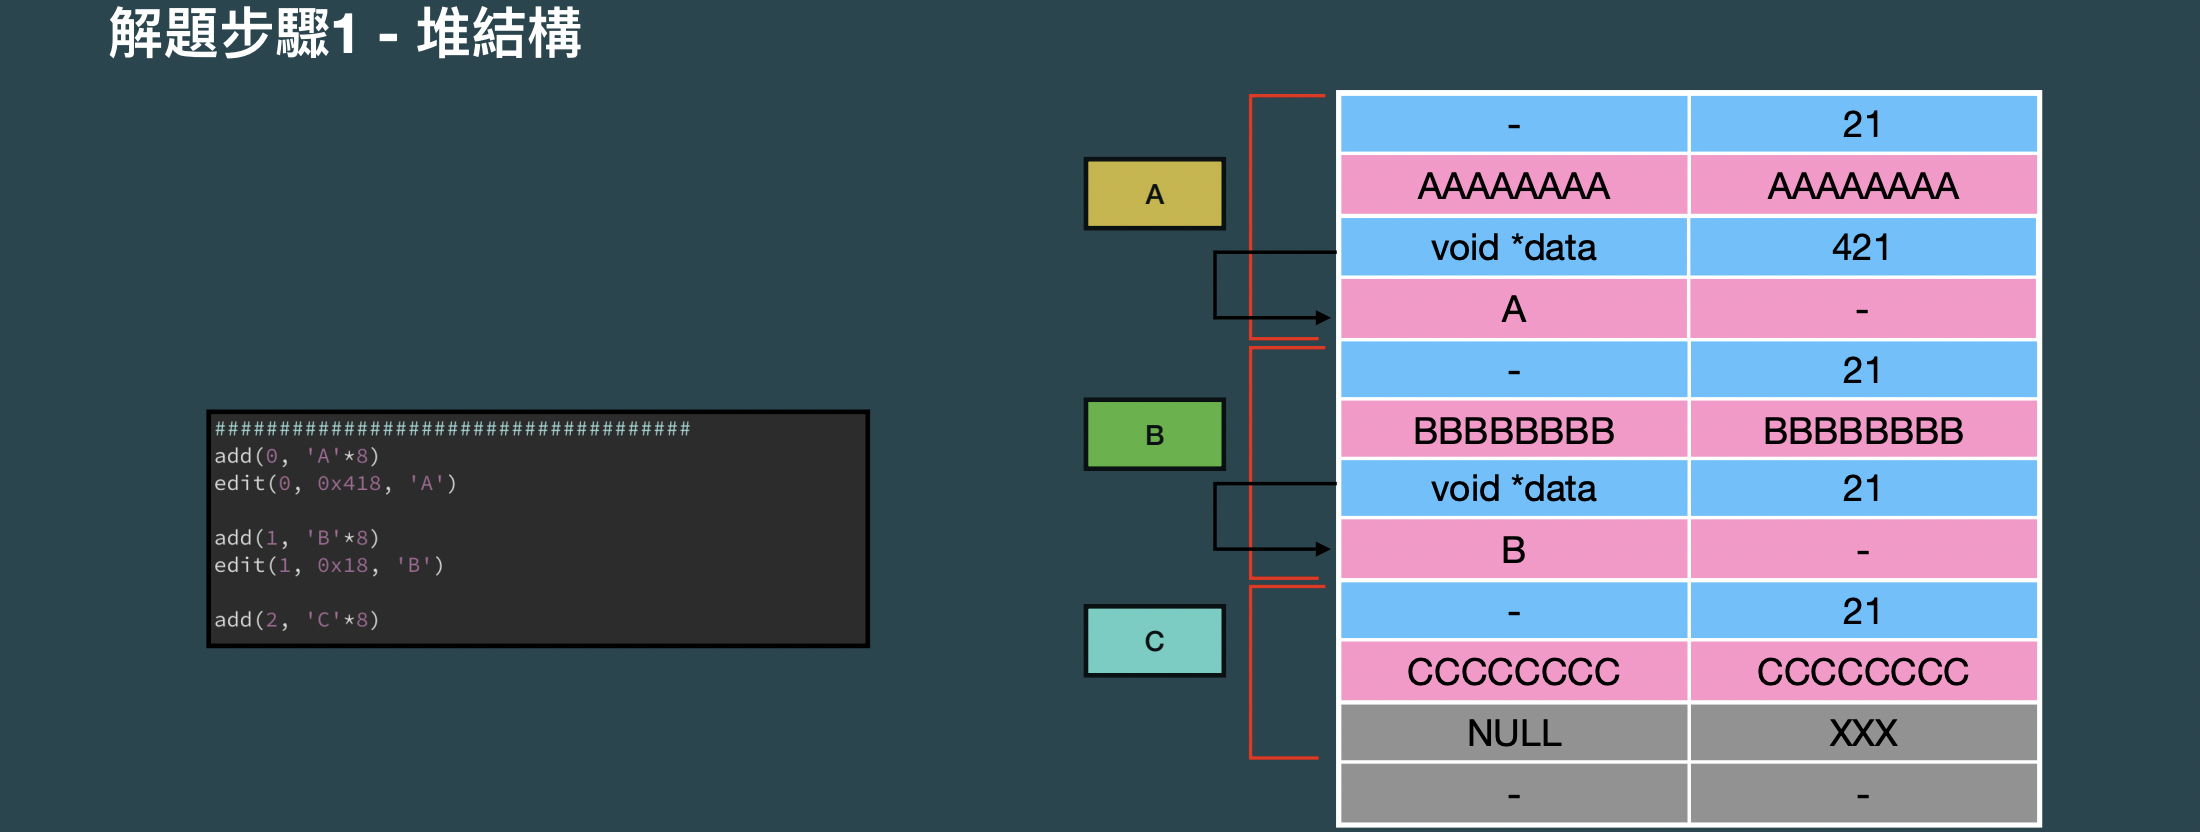 解題步驟1 - 堆結構
#####################################
add(0, 'A'*8)
edit(0, 0x418, 'A')
add(1, 'B'*8)
edit(1, 0x18, 'B')
add(2, 'C'*8)
A
B
C
- 21
AAAAAAAA AAAAAAAA
void *data 421
A -
- 21
BBBBBBBB BBBBBBBB
void *data 21
B -
- 21
CCCCCCCC CCCCCCCC
NULL XXX
- -